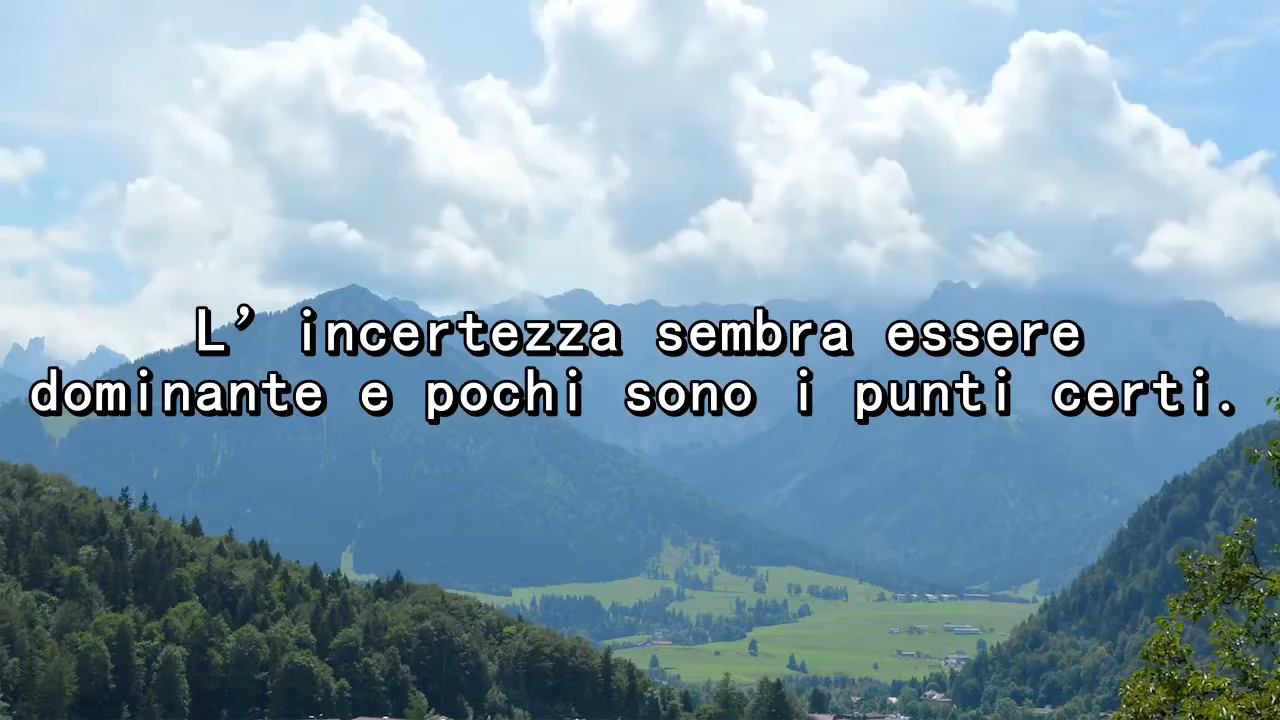 L’ incertezza sembra essere
dominante e pochi sono i punti certi.